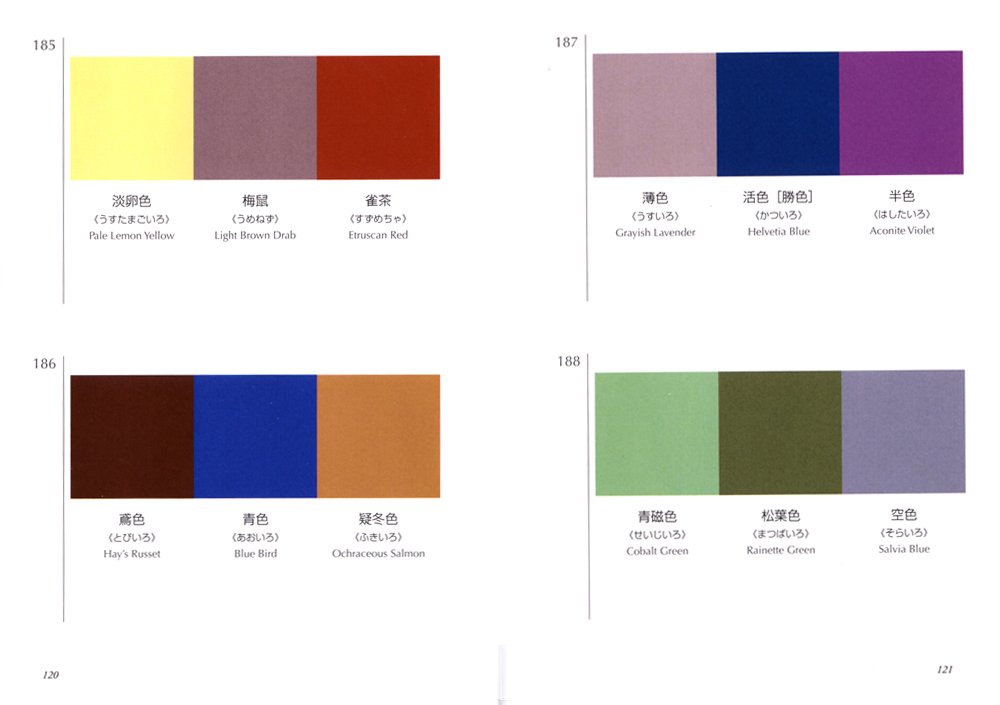 185
淡卵色 梅鼠 雀茶
〈うすたまごいろ〉 〈うめねず〉 〈すずめちゃ〉
Pale Lemon Yellow Light Brown Drab Etruscan Red
186
鳶色 青色 疑冬色
〈とびいろ〉 〈あおいろ〉 〈ふきいろ〉
Hay's Russet Blue Bird Ochraceous Salmon
120
187
薄色 活色［勝色］ 半色
〈うすいろ〉 〈かついろ〉 〈はしたいろ〉
Grayish Lavender Helvetia Blue Aconite Violet
188
青磁色 松葉色 空色
〈せいじいろ〉 〈まつばいろ〉 〈そらいろ〉
Cobalt Green Rainette Green Salvia Blue
121